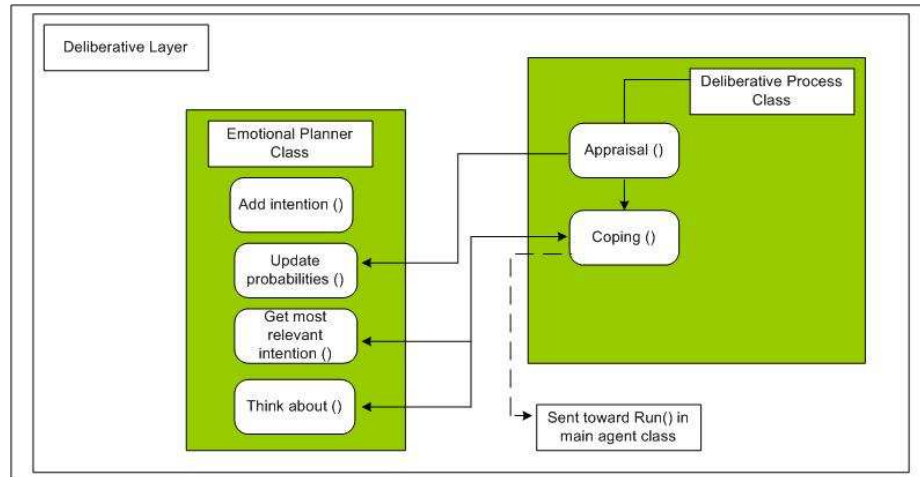 Deliberative Layer
Deliberative Process
Class
Emotional Planner
Class
Appraisal ()
Add intention ()
Coping ()
Update
probabilities ()
Get most
relevant
intention ()
Think about ()
Sent toward Run() in
main agent class